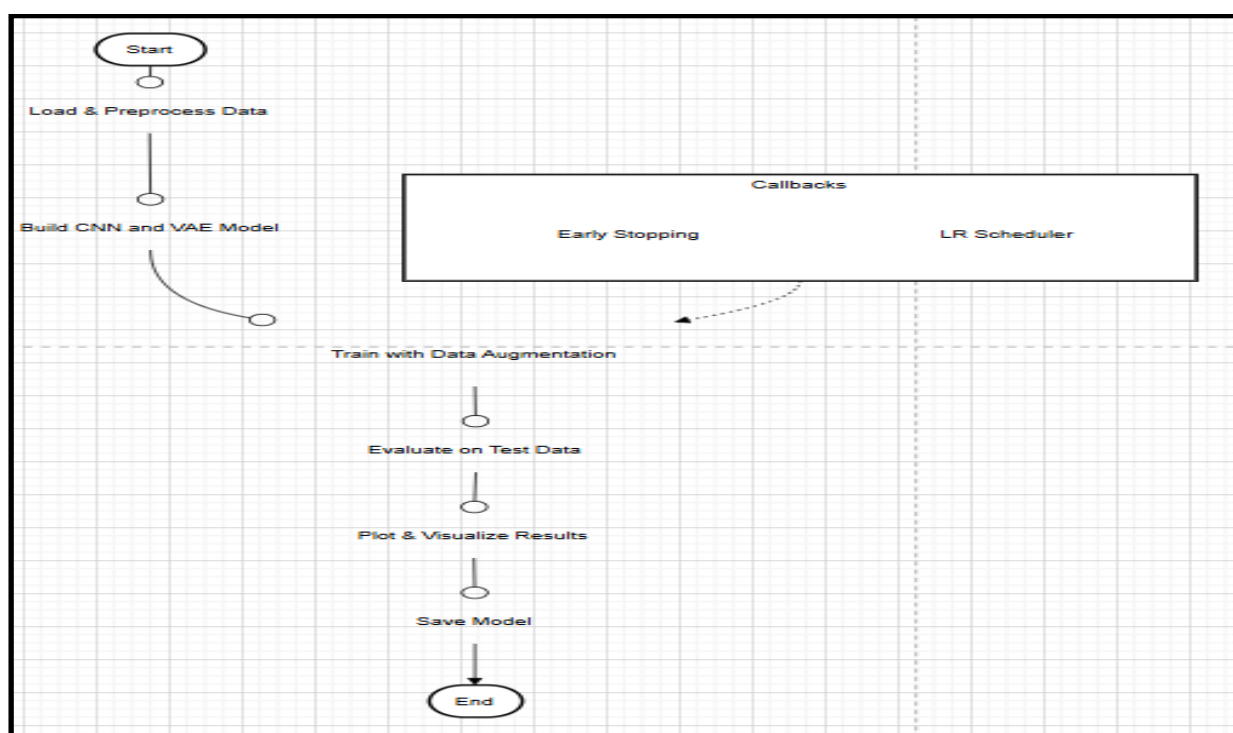 Start
Load & Preprocess Data
Build CNN and VAE Model
Callbacks
Early Stopping
LR Scheduler
Train with Data Augmentation
Evaluate on Test Data
Plot & Visualize Results
Save Model
End